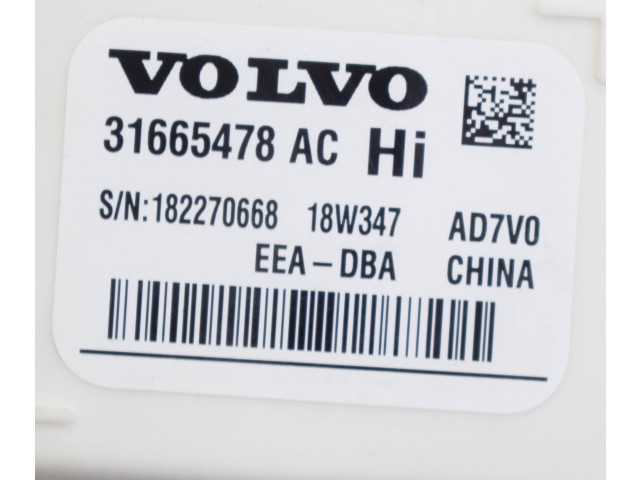 VOLVO
31665478 AC Hi
S/N:182270668 18W347 AD7V0
EEA-DBA CHINA